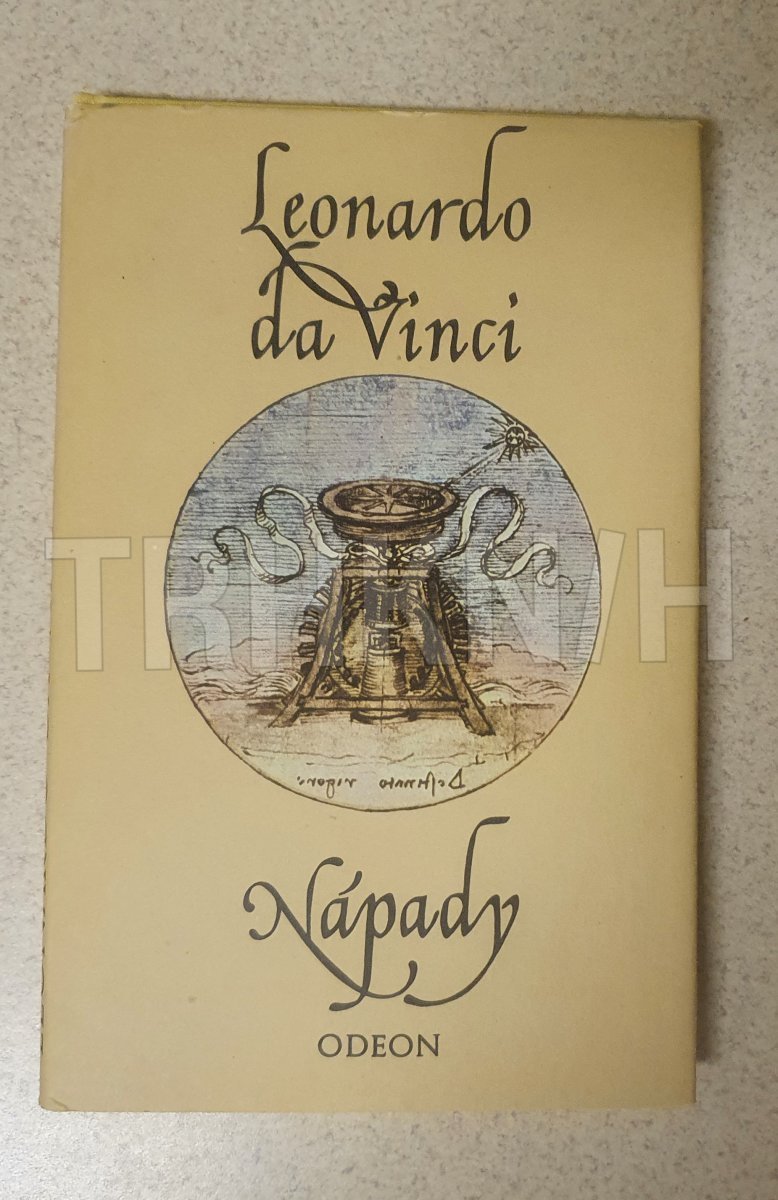 Leonardo
da Vinci
Nápady
ODEON